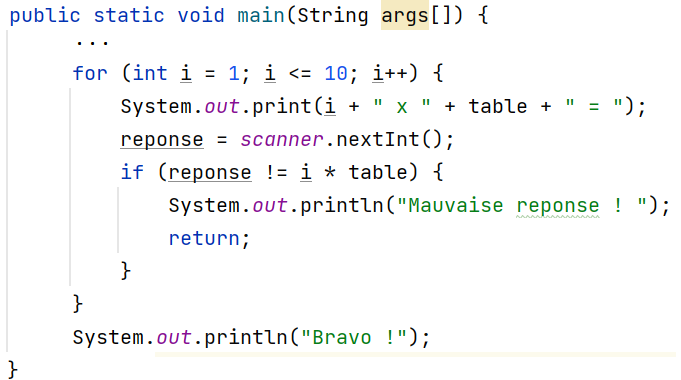 public static void main(String args[]) {
...
for (int i = 1; i <= 10; i++) {
System.out.print(i + " x " + table + " = ");
reponse = scanner.nextInt();
if (reponse != i * table) {
System.out.println("Mauvaise reponse ! ");
return;
}
}
System.out.println("Bravo !");
}